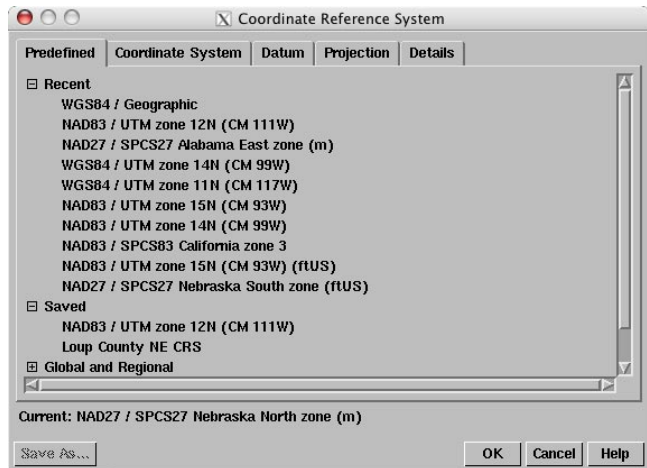 Coordinate Reference System
Predefined Coordinate System Datum Projection Details
Recent
WGS84 / Geographic
NAD83 / UTM zone 12N (CM 111W)
NAD27 / SPCS27 Alabama East zone (m)
WGS84 / UTM zone 14N (CM 99W)
WGS84 / UTM zone 11N (CM 117W)
NAD83 / UTM zone 15N (CM 93W)
NAD83 / UTM zone 14N (CM 99W)
NAD83 / SPCS83 California zone 3
NAD83 / UTM zone 15N (CM 93W) (ftUS)
NAD27 / SPCS27 Nebraska South zone (ftUS)
Saved
NAD83 / UTM zone 12N (CM 111W)
Loup County NE CRS
Global and Regional
Current: NAD27 / SPCS27 Nebraska North zone (m)
Save As... OK Cancel Help